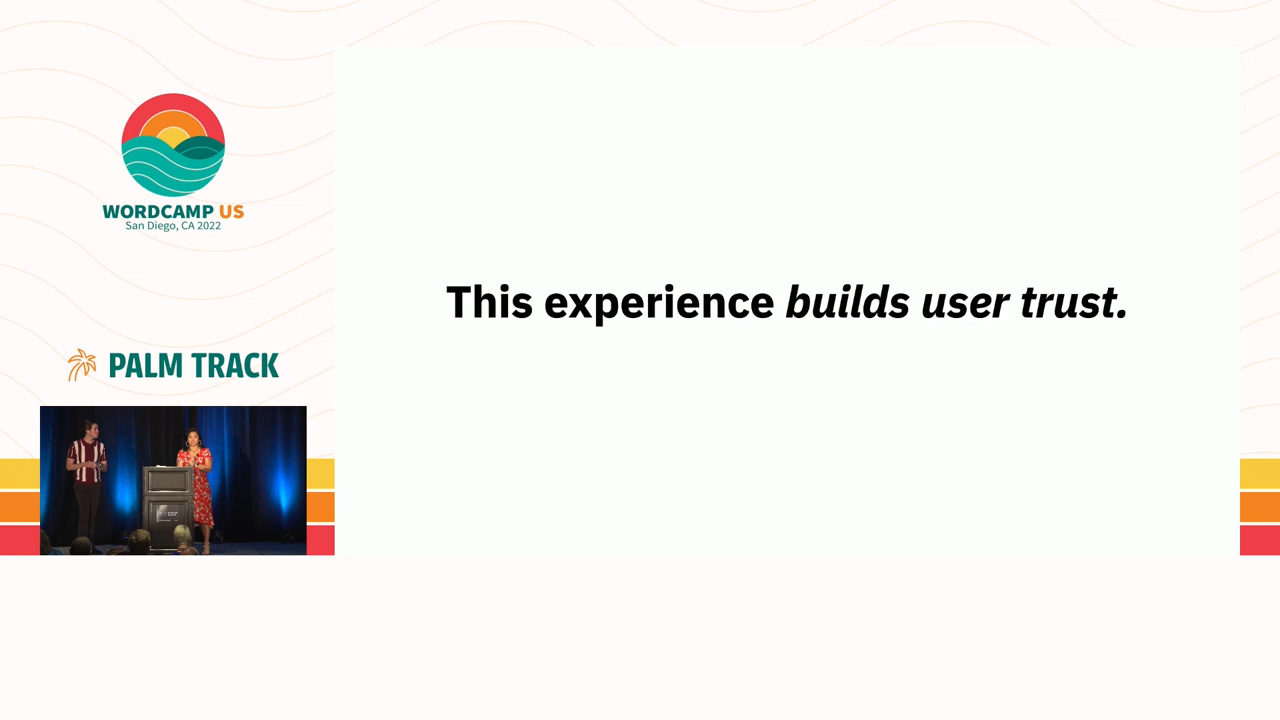 WORDCAMP US
San Diego, CA 2022
PALM TRACK
This experience builds user trust.